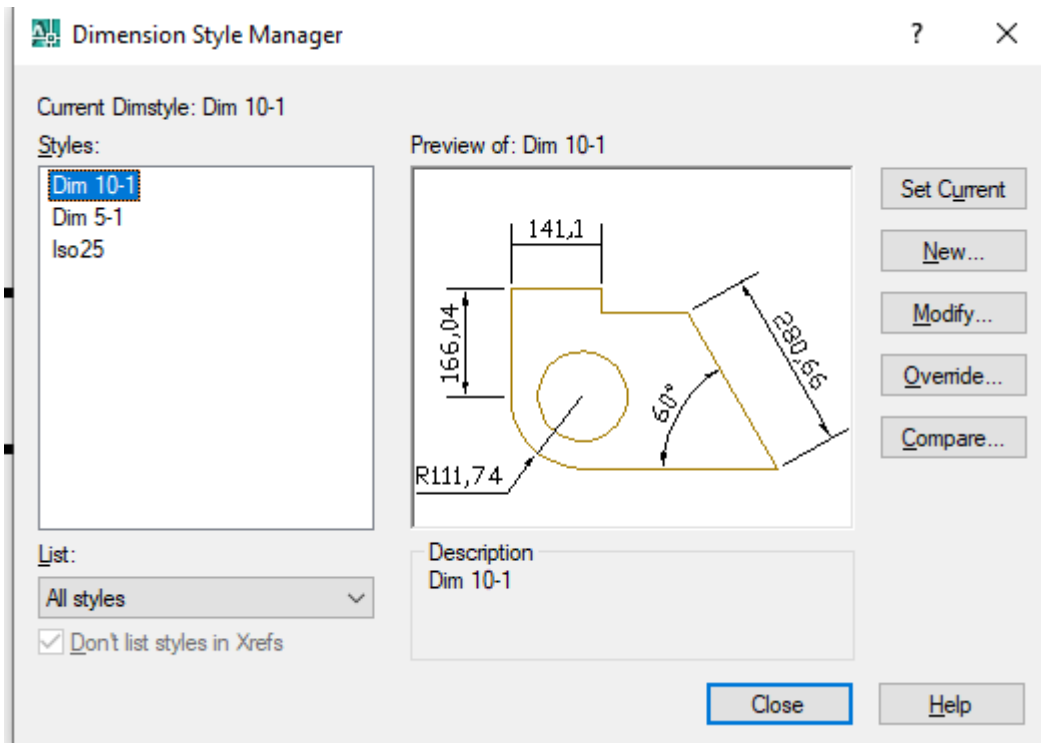 Dimension Style Manager
?
Current Dimstyle: Dim 10-1
Styles:
Dim 10-1
Dim 5-1
Iso25
Preview of: Dim 10-1
141,1
166,04
280,66
60°
R111,74
Set Current
New...
Modify...
Override...
Compare...
List:
All styles
Don't list styles in Xrefs
Description
Dim 10-1
Close
Help